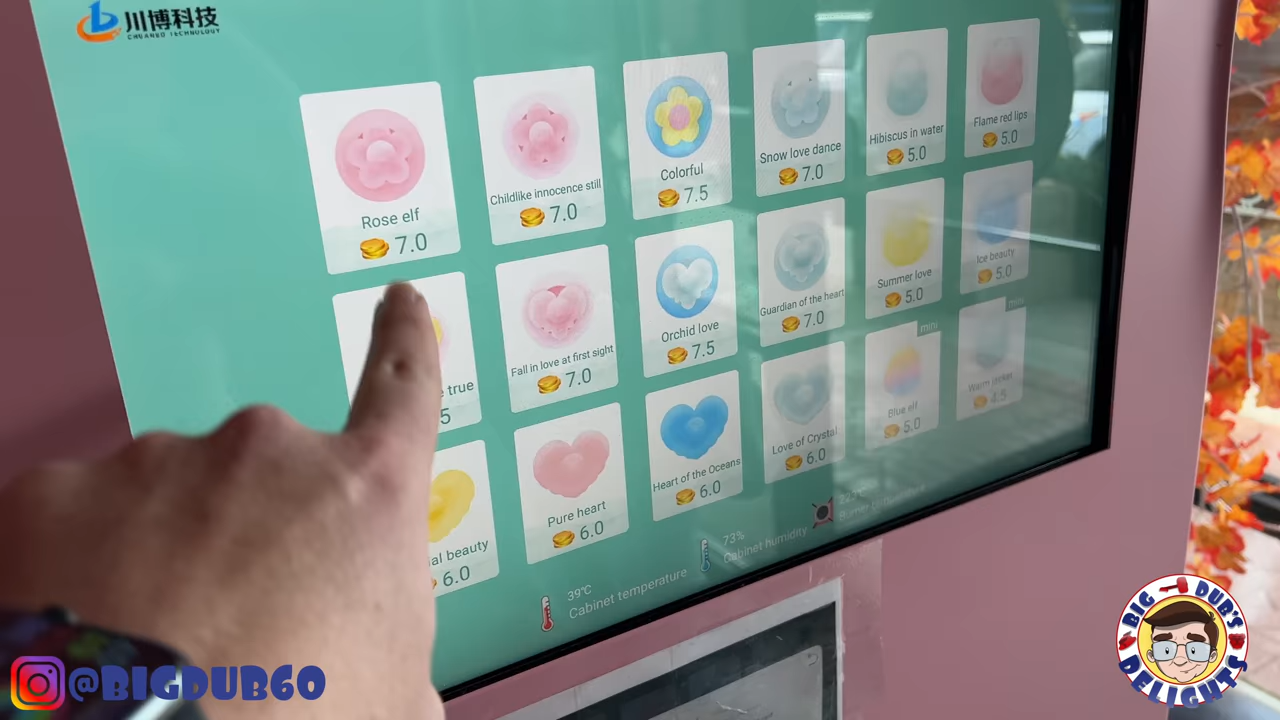 川博科技
CHUANBO TECHNOLOGY
Rose elf
7.0
Childlike innocence still
7.0
Colorful
7.5
Snow love dance
7.0
Hibiscus in water
5.0
Flame red lips
5.0
e true
5
Fall in love at first sight
7.0
Orchid love
7.5
Guardian of the heart
7.0
Summer love
5.0
Ice beauty
5.0
al beauty
6.0
Pure heart
6.0
Heart of the Oceans
6.0
Love of Crystal
6.0
mini
Blue elf
5.0
mini
4.5
39℃
Cabinet temperature
73%
Cabinet humidity
@BIGDUB60
BIG DUB'S
DELIGHTS